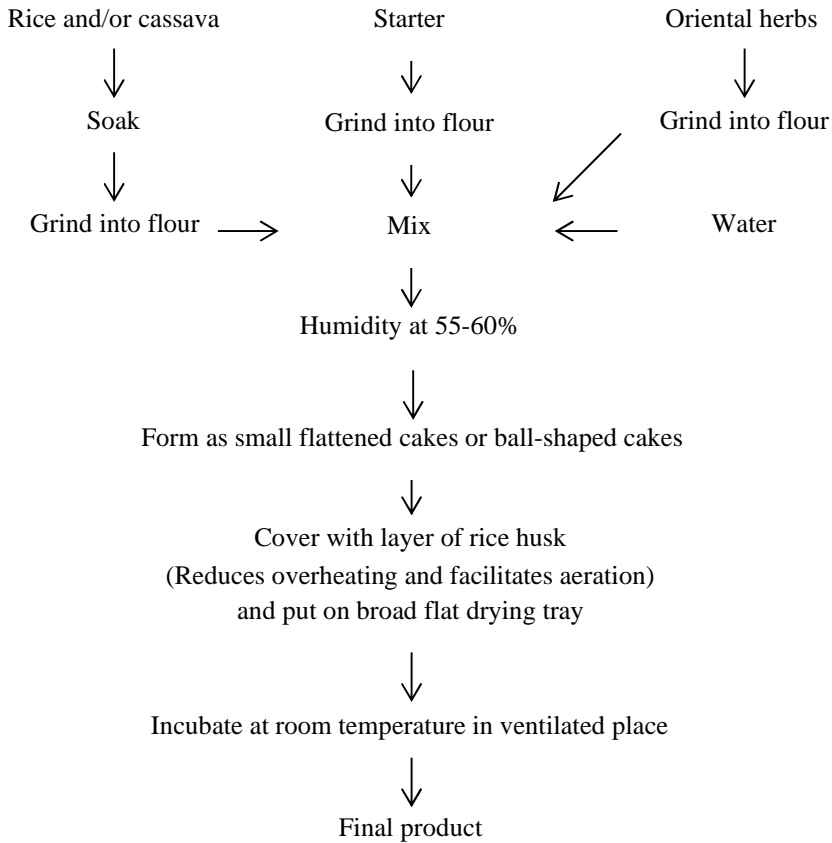 Rice and/or cassava
Starter
Oriental herbs
Soak
Grind into flour
Grind into flour
Grind into flour
Mix
Water
Humidity at 55-60%
Form as small flattened cakes or ball-shaped cakes
Cover with layer of rice husk
(Reduces overheating and facilitates aeration)
and put on broad flat drying tray
Incubate at room temperature in ventilated place
Final product